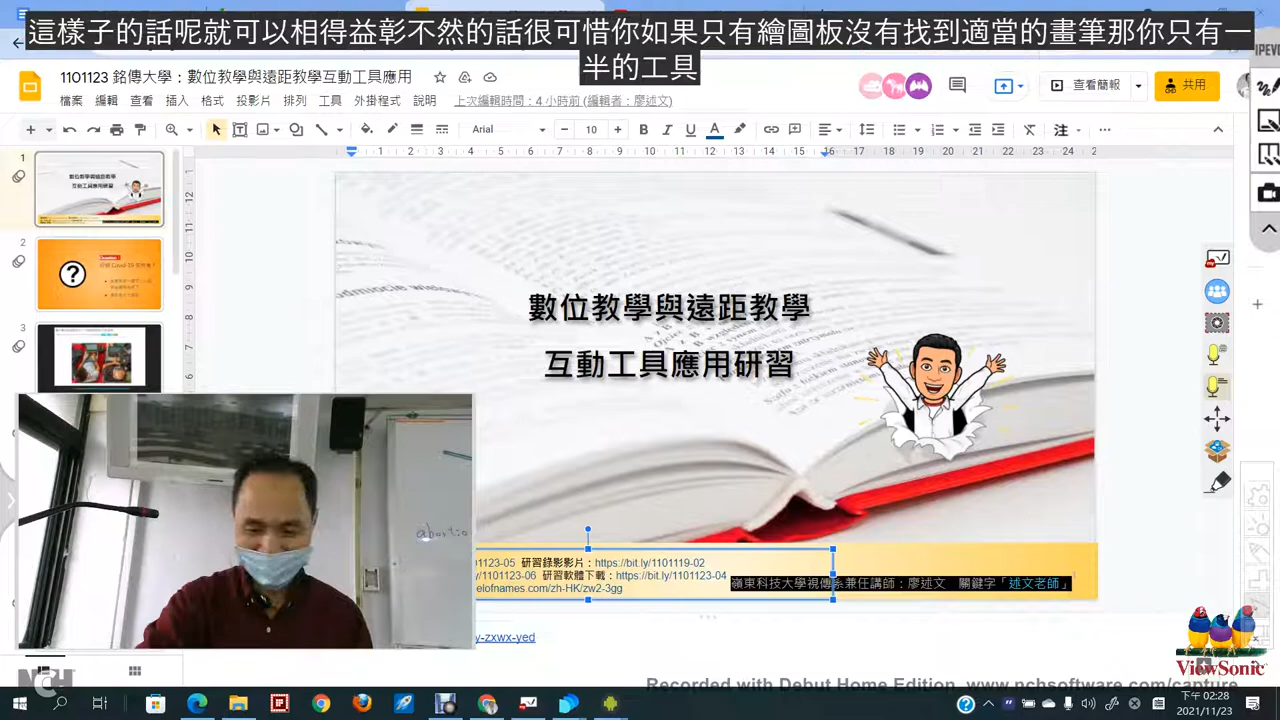 這樣子的話呢就可以相得益彰不然的話很可惜你如果只有繪圖板沒有找到適當的畫筆那你只有一
半的工具
1101123 銘傳大學：數位教學與遠距教學互動工具應用
查看簡報
共用
檔案 編輯 查看 插入 格式 投影片 排列 工具 外掛程式 說明 上次編輯時間：4 小時前 (編輯者：廖述文)
Arial
10
數位教學與遠距教學
互動工具應用研習
1123-05 研習錄影影片：https://bit.ly/1101119-02
/1101123-06 研習軟體下載：https://bit.ly/1101123-04
elofnames.com/zh-HK/zw2-3gg
嶺東科技大學視傳系兼任講師：廖述文 關鍵字「述文老師」
y-zxwx-yed
ViewSonic
NCH
Recorded with Debut Home Edition www.nchsoftware.com/capture
下午 02:28
2021/11/23